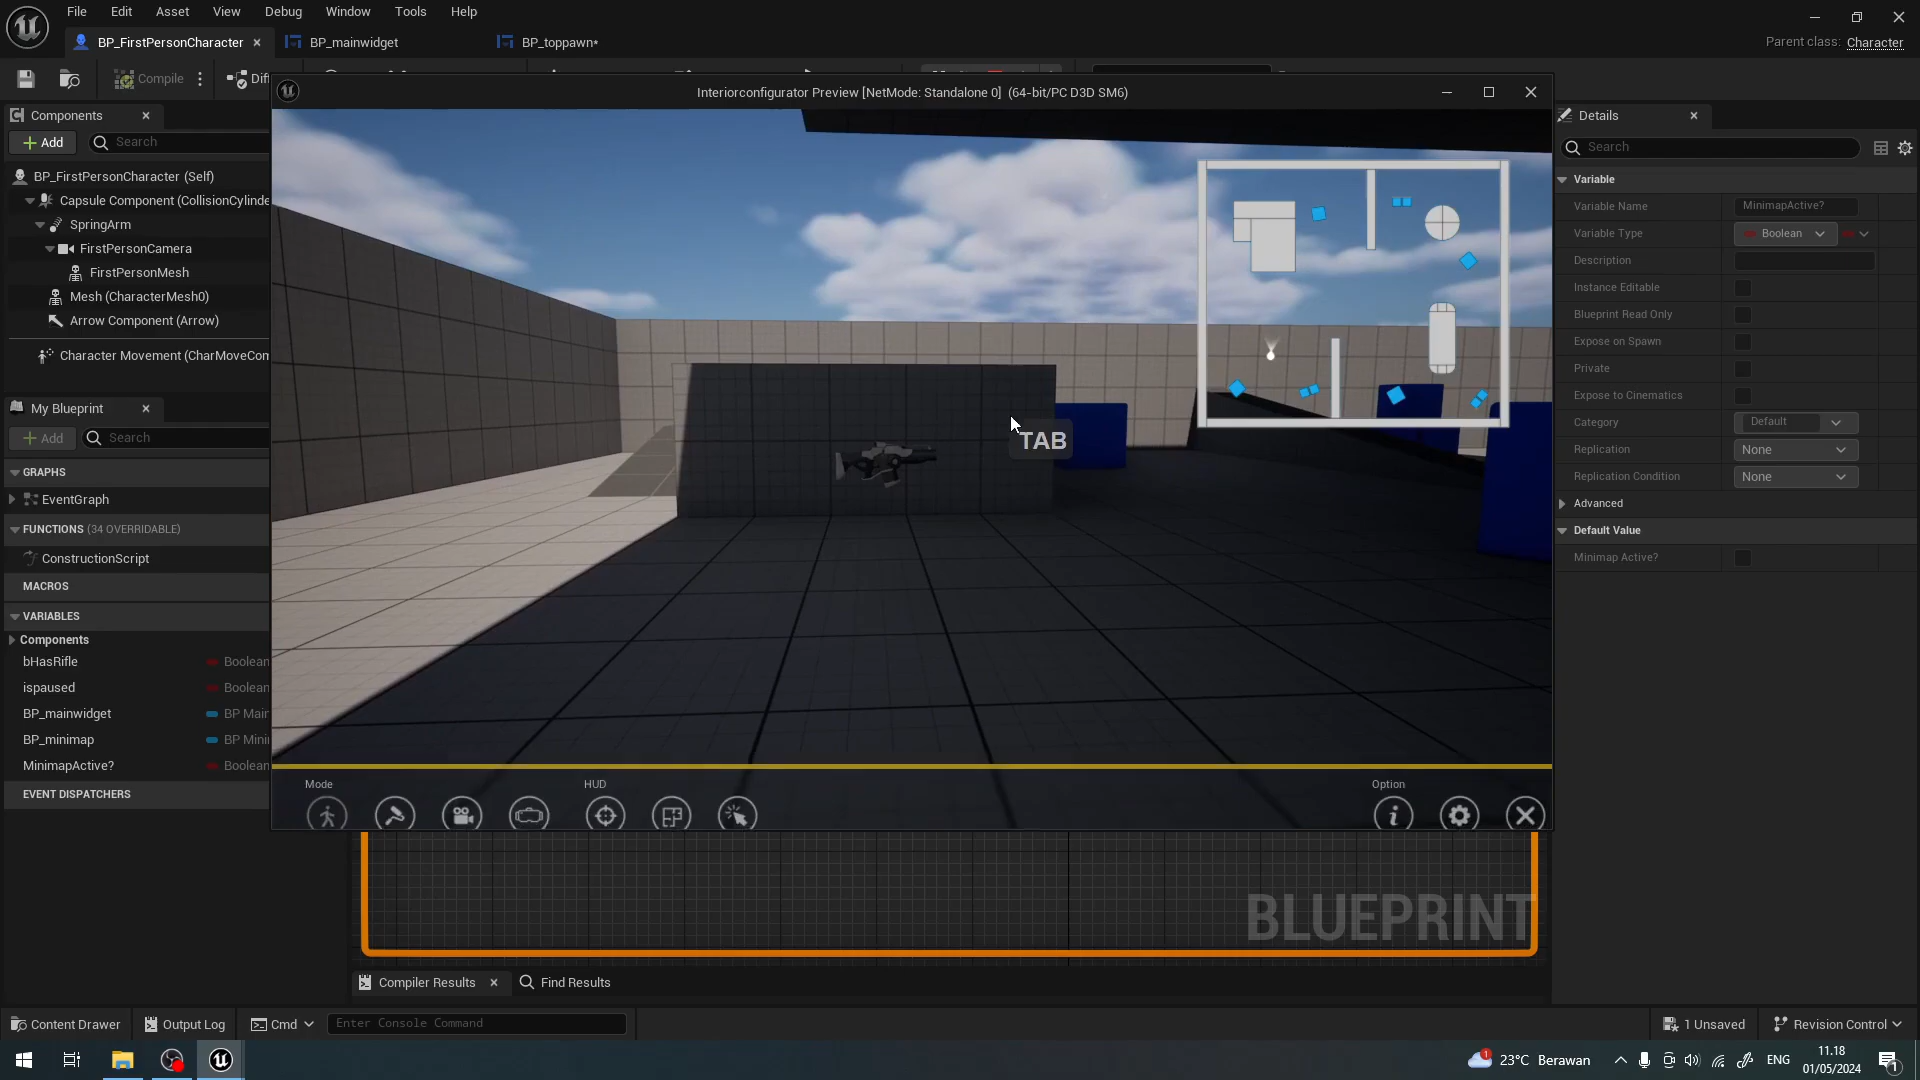 File Edit Asset View Debug Window Tools Help
BP_FirstPersonCharacter
BP_mainwidget
BP_toppawn*
Parent class: Character
Compile
Diff
Interiorconfigurator Preview [NetMode: Standalone 0] (64-bit/PC D3D SM6)
Components
Add
Search
BP_FirstPersonCharacter (Self)
Capsule Component (CollisionCylinde
SpringArm
FirstPersonCamera
FirstPersonMesh
Mesh (CharacterMesh0)
Arrow Component (Arrow)
Character Movement (CharMoveCom
My Blueprint
Add
Search
GRAPHS
EventGraph
FUNCTIONS (34 OVERRIDABLE)
ConstructionScript
MACROS
VARIABLES
Components
bHasRifle Boolean
ispaused Boolean
BP_mainwidget BP Main
BP_minimap BP Mini
MinimapActive? Boolean
EVENT DISPATCHERS
TAB
Mode
HUD
Option
BLUEPRINT
Compiler Results
Find Results
Details
Search
Variable
Variable Name MinimapActive?
Variable Type Boolean
Description
Instance Editable
Blueprint Read Only
Expose on Spawn
Private
Expose to Cinematics
Category Default
Replication None
Replication Condition None
Advanced
Default Value
Minimap Active?
Content Drawer
Output Log
Cmd
Enter Console Command
1 Unsaved
Revision Control
1
23°C Berawan
ENG
11.18
01/05/2024
1